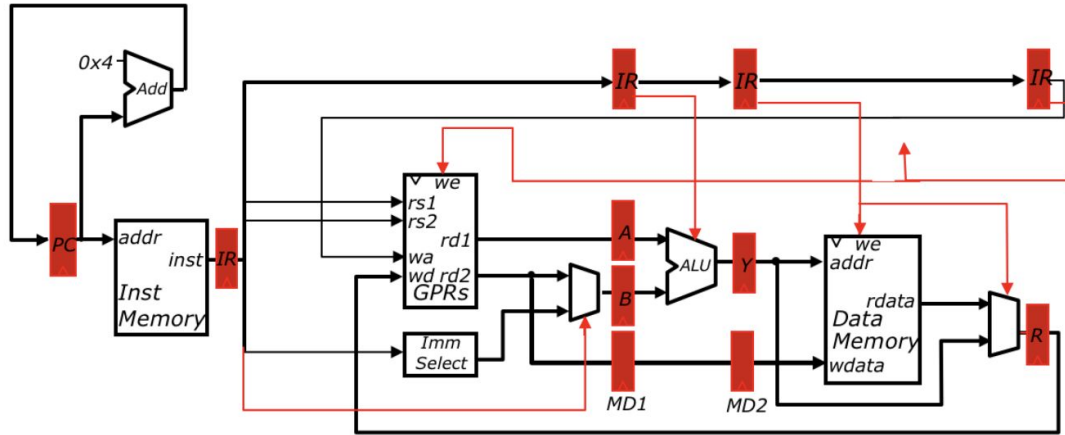 0x4
Add
IR
IR
IR
we
rs1
rs2
rd1
wa
wd rd2
GPRs
PC
addr
inst
Inst
Memory
IR
Imm
Select
A
B
ALU
Y
MD1
MD2
we
addr
rdata
Data
Memory
wdata
R